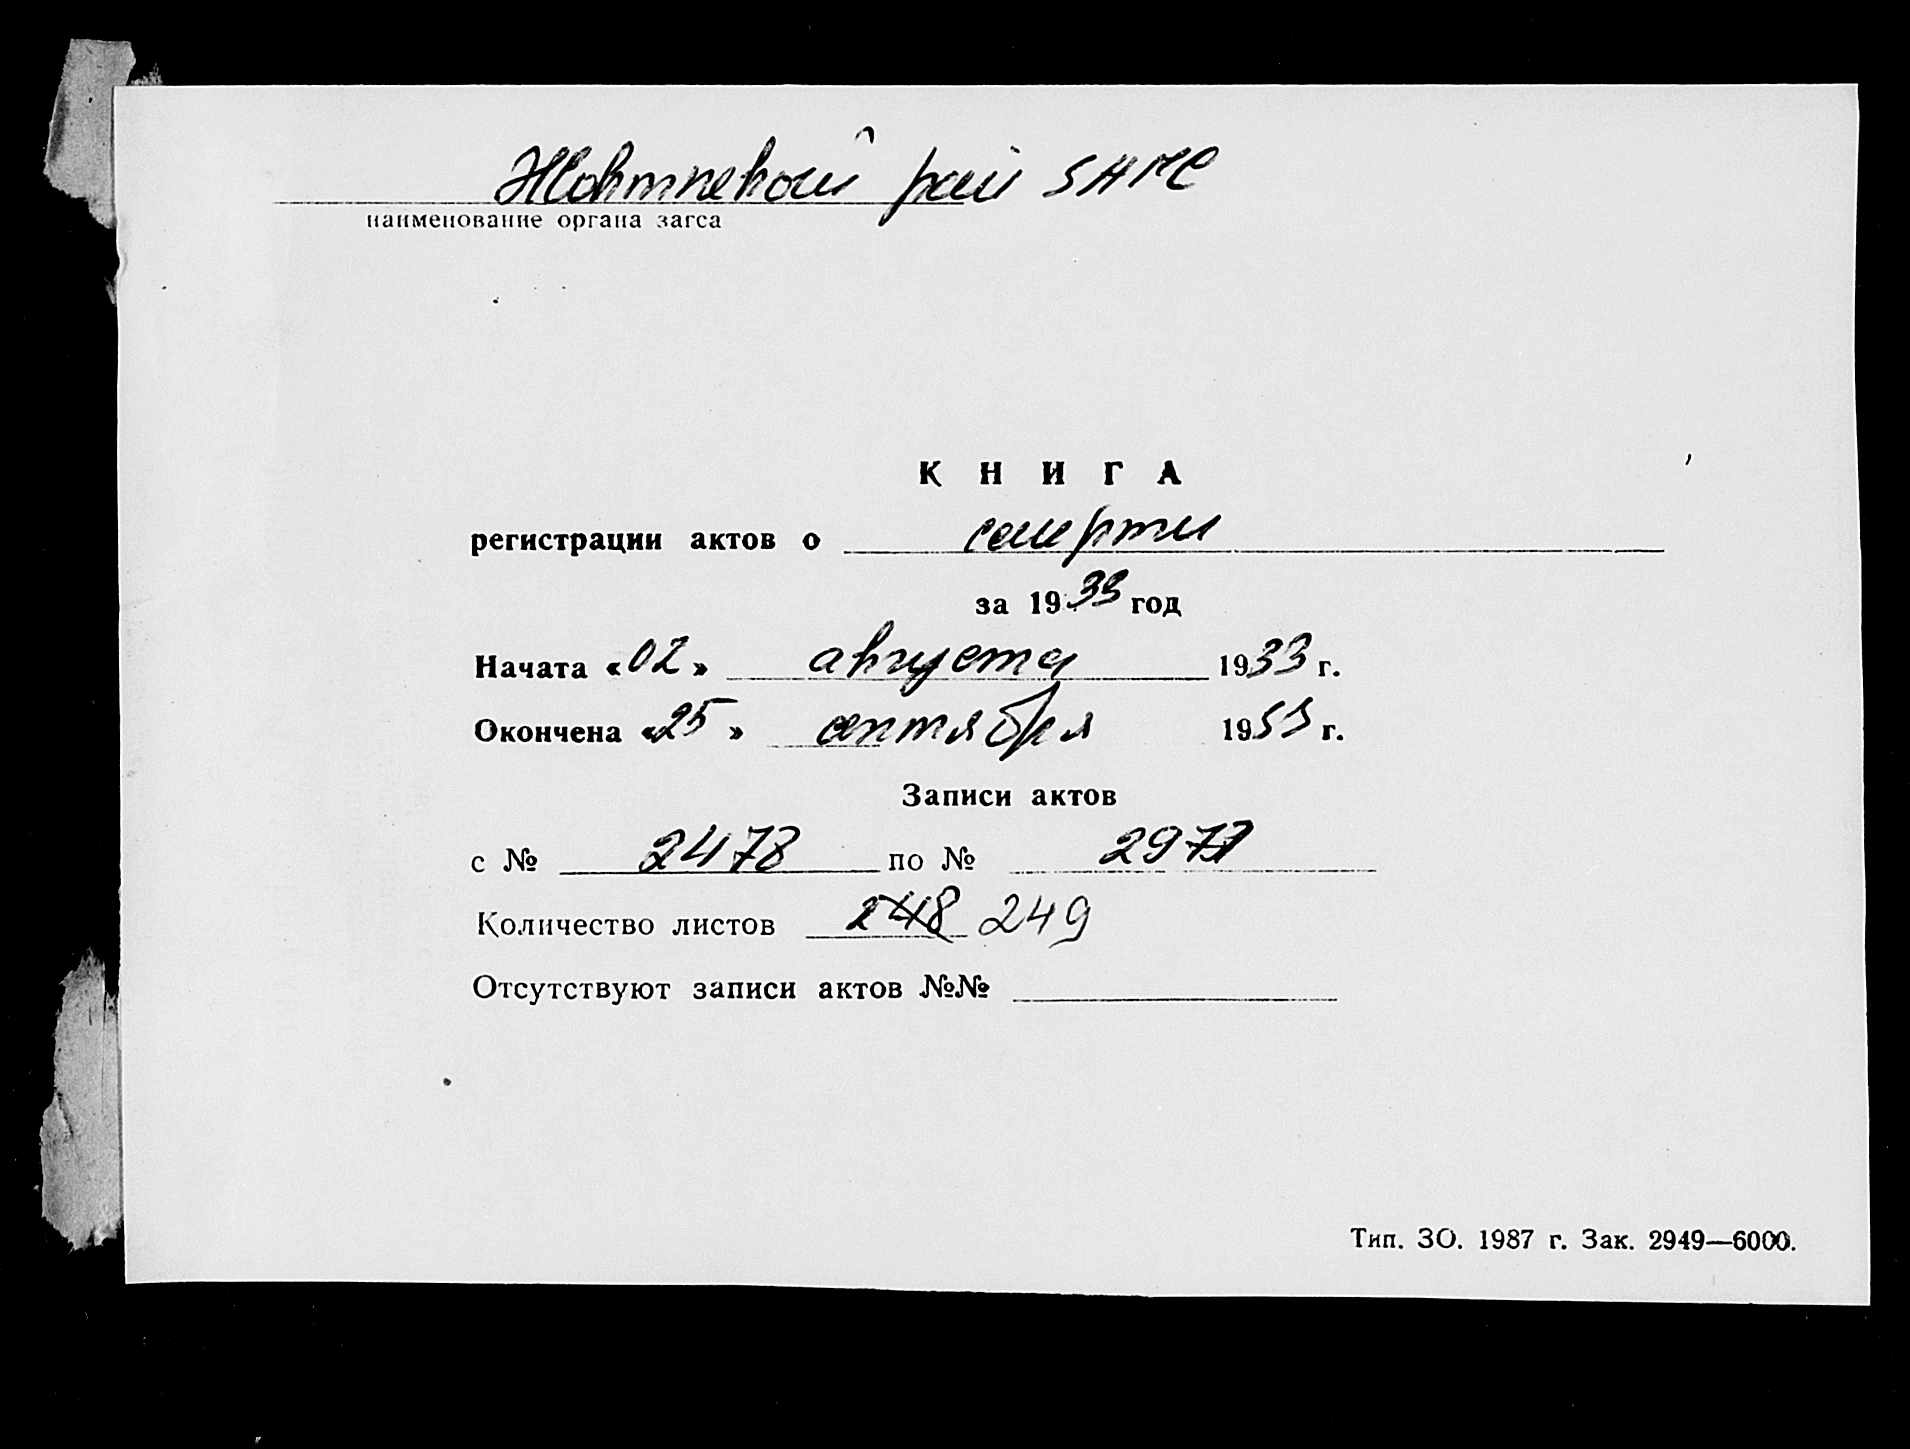 Жовтневый рай ЗАГС
наименование органа загса
КНИГА
регистрации актов о смерти
за 1933 год
Начата «02» августа 1933 г.
Окончена «25» сентября 1933 г.
Записи актов
с № 2478 по № 2977
Количество листов 248 249
Отсутствуют записи актов №№
Тип. ЗО. 1987 г. Зак. 2949—6000.